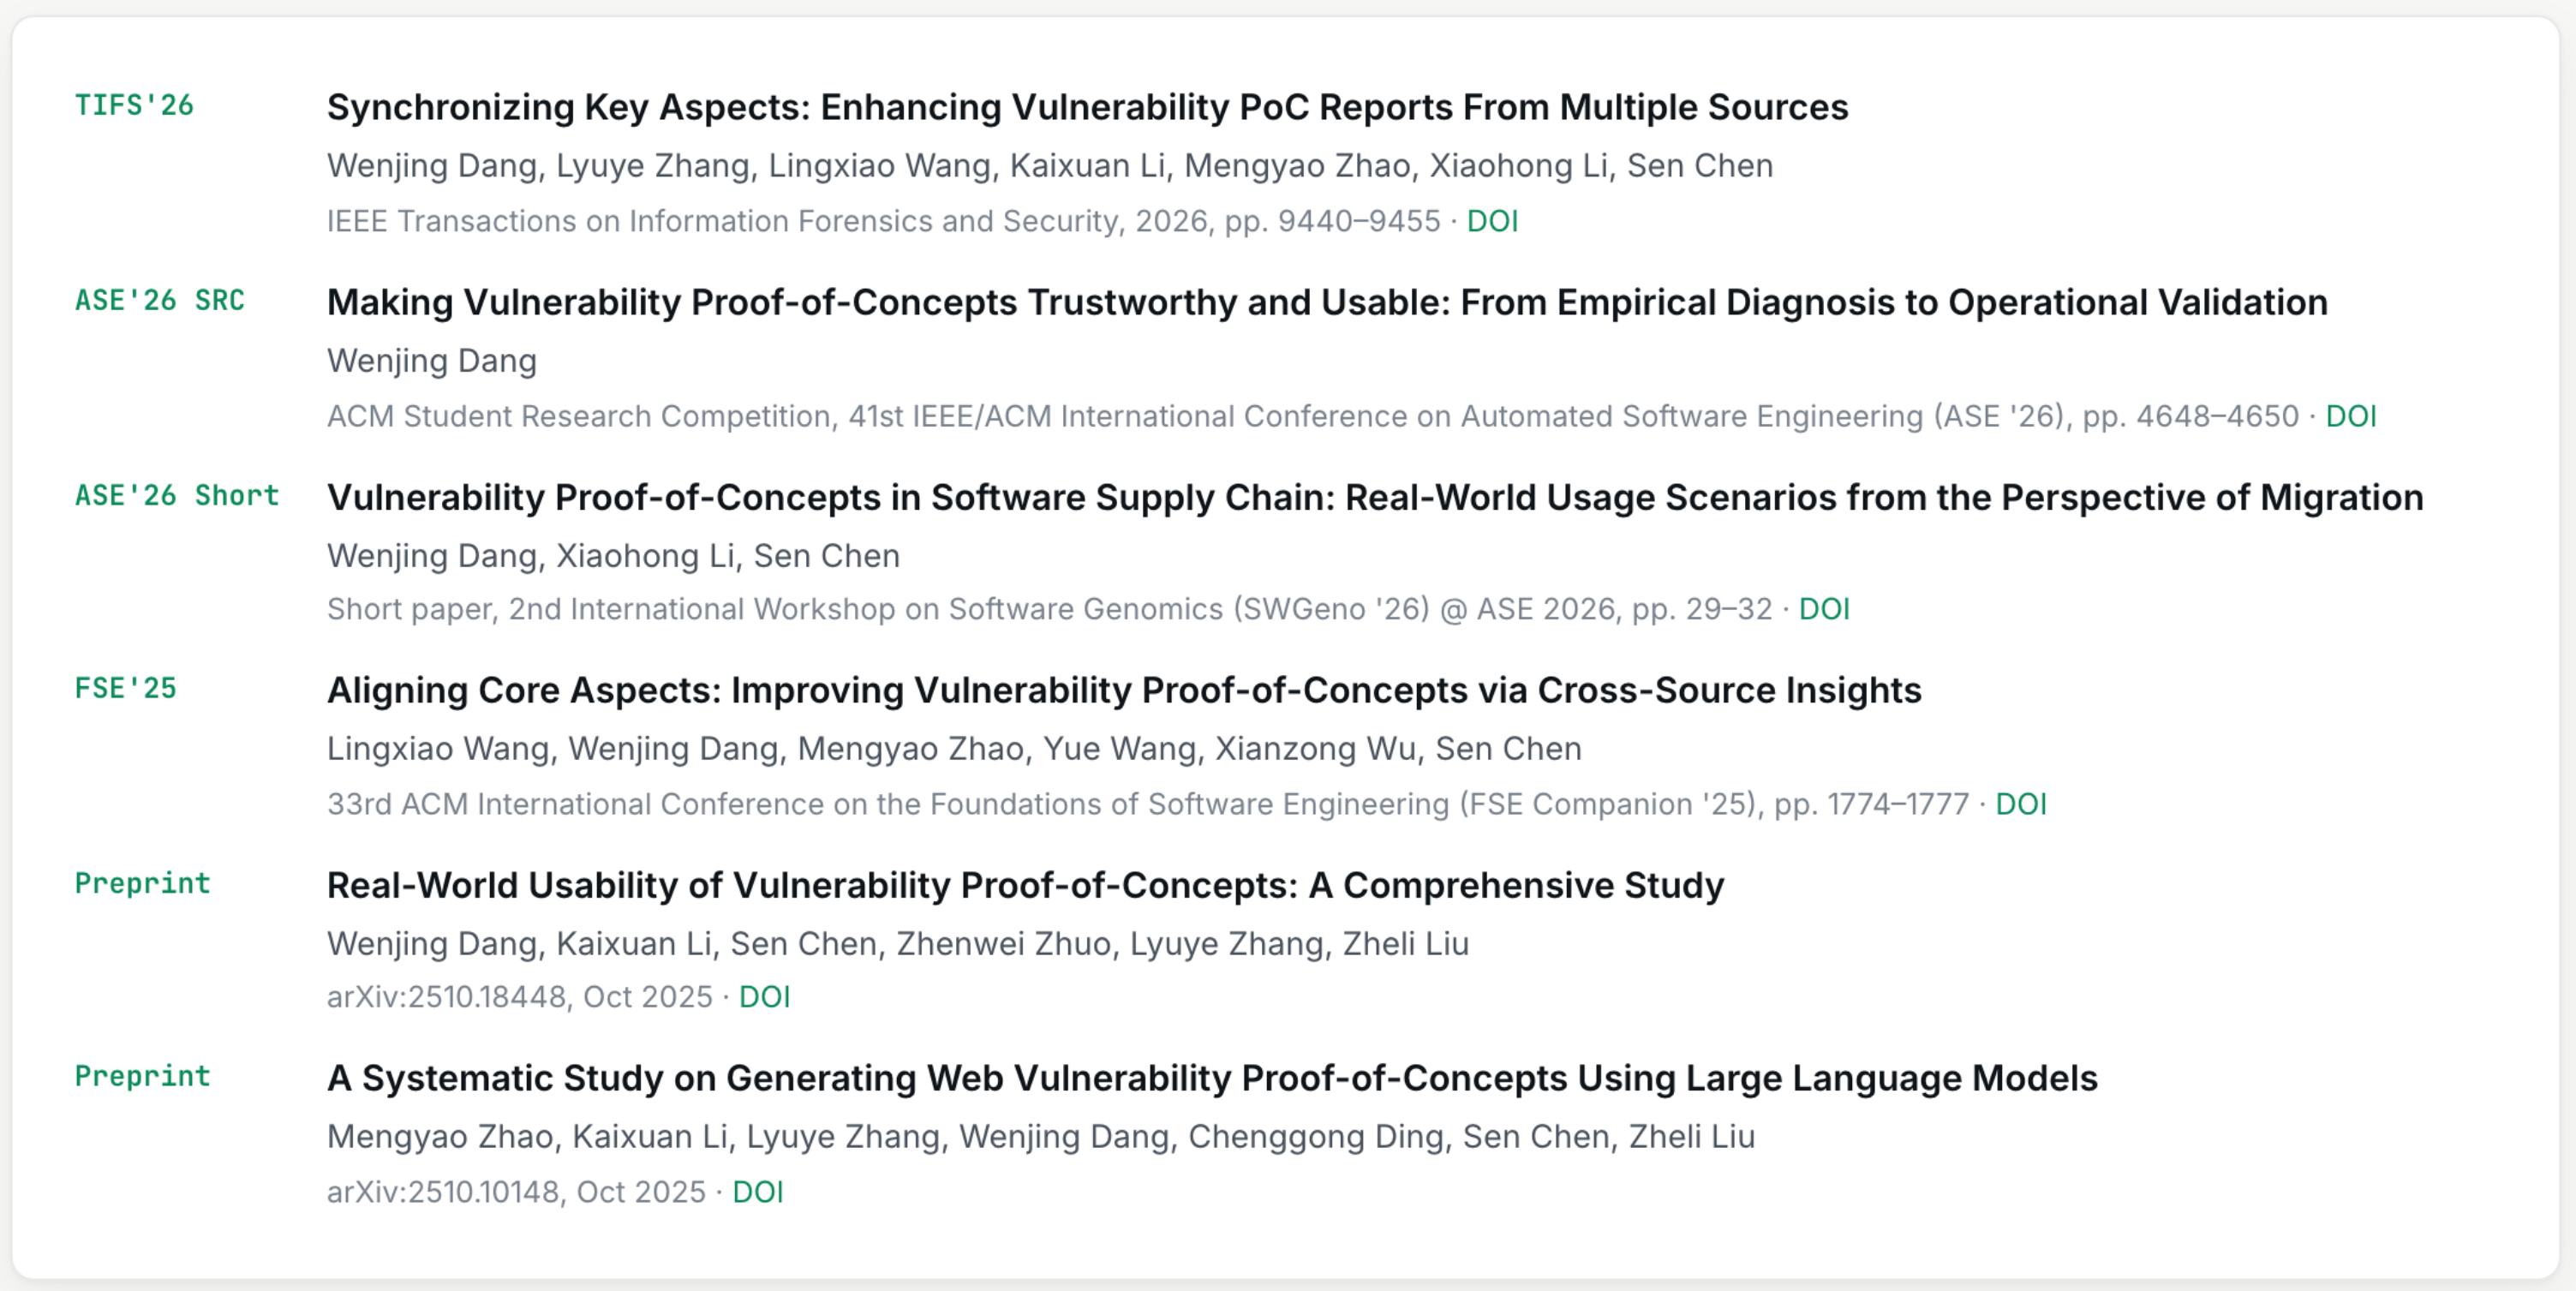 TIFS'26
Synchronizing Key Aspects: Enhancing Vulnerability PoC Reports From Multiple Sources
Wenjing Dang, Lyuye Zhang, Lingxiao Wang, Kaixuan Li, Mengyao Zhao, Xiaohong Li, Sen Chen
IEEE Transactions on Information Forensics and Security, 2026, pp. 9440–9455 · DOI
ASE'26 SRC
Making Vulnerability Proof-of-Concepts Trustworthy and Usable: From Empirical Diagnosis to Operational Validation
Wenjing Dang
ACM Student Research Competition, 41st IEEE/ACM International Conference on Automated Software Engineering (ASE '26), pp. 4648–4650 · DOI
ASE'26 Short
Vulnerability Proof-of-Concepts in Software Supply Chain: Real-World Usage Scenarios from the Perspective of Migration
Wenjing Dang, Xiaohong Li, Sen Chen
Short paper, 2nd International Workshop on Software Genomics (SWGeno '26) @ ASE 2026, pp. 29–32 · DOI
FSE'25
Aligning Core Aspects: Improving Vulnerability Proof-of-Concepts via Cross-Source Insights
Lingxiao Wang, Wenjing Dang, Mengyao Zhao, Yue Wang, Xianzong Wu, Sen Chen
33rd ACM International Conference on the Foundations of Software Engineering (FSE Companion '25), pp. 1774–1777 · DOI
Preprint
Real-World Usability of Vulnerability Proof-of-Concepts: A Comprehensive Study
Wenjing Dang, Kaixuan Li, Sen Chen, Zhenwei Zhuo, Lyuye Zhang, Zheli Liu
arXiv:2510.18448, Oct 2025 · DOI
Preprint
A Systematic Study on Generating Web Vulnerability Proof-of-Concepts Using Large Language Models
Mengyao Zhao, Kaixuan Li, Lyuye Zhang, Wenjing Dang, Chenggong Ding, Sen Chen, Zheli Liu
arXiv:2510.10148, Oct 2025 · DOI